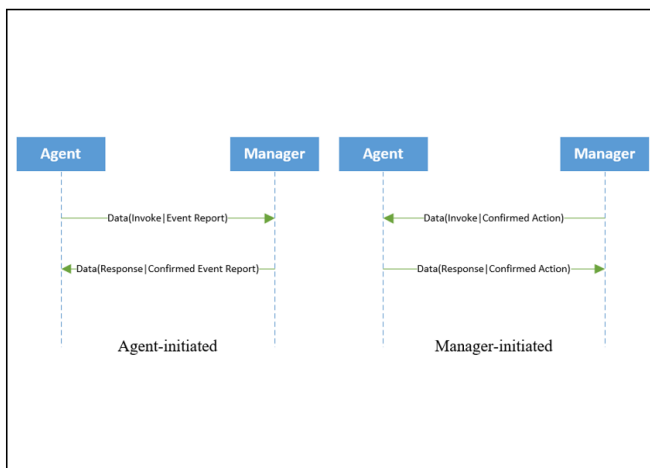 Agent
Manager
Agent
Manager
Data(Invoke|Event Report)
Data(Invoke|Confirmed Action)
Data(Response|Confirmed Event Report)
Data(Response|Confirmed Action)
Agent-initiated
Manager-initiated